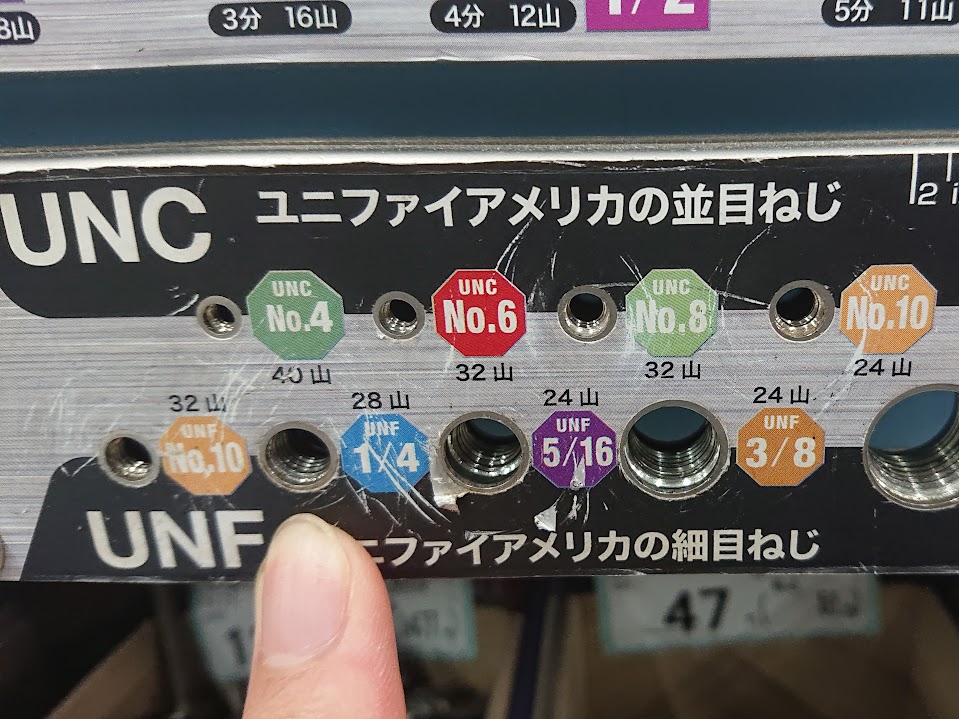 3分 16山
4分 12山
1/2
5分 11山
UNC ユニファイアメリカの並目ねじ
2
UNC No.4
UNC No.6
UNC No.8
UNC No.10
40山
32山
32山
24山
32山
28山
24山
24山
UNF No.10
UNF 1/4
UNF 5/16
UNF 3/8
UNF
ニファイアメリカの細目ねじ
47